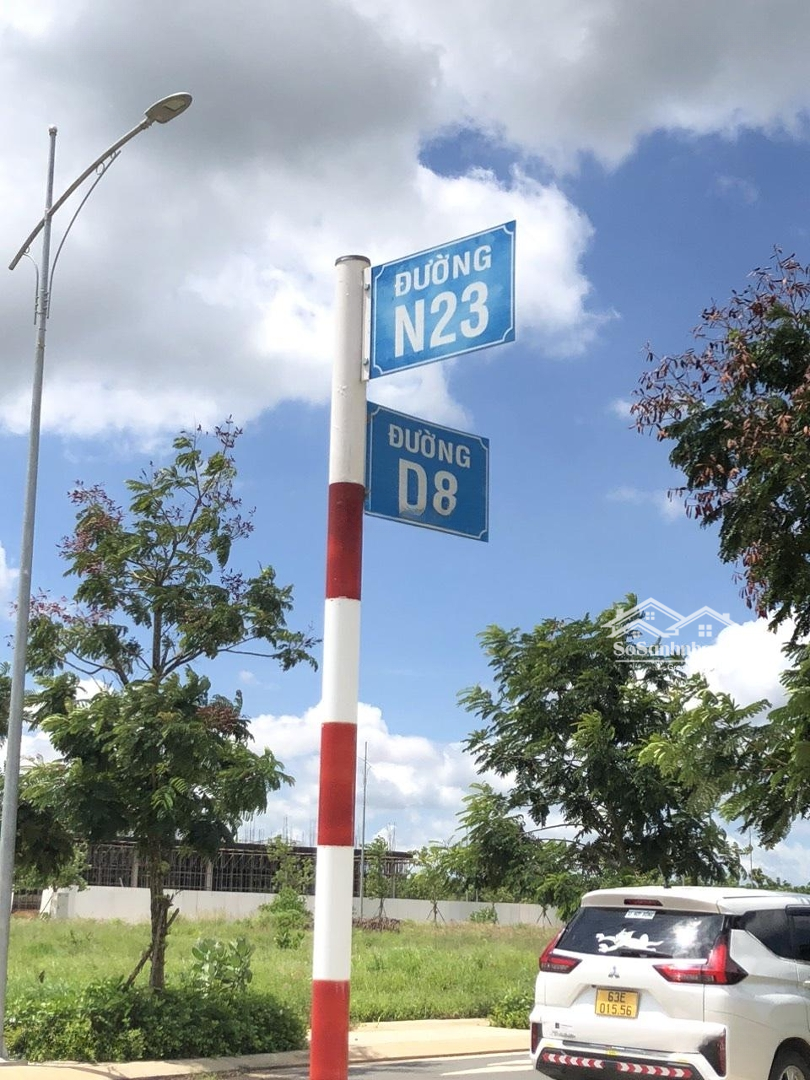 ĐƯỜNG
N23
ĐƯỜNG
D8
63E
015.56